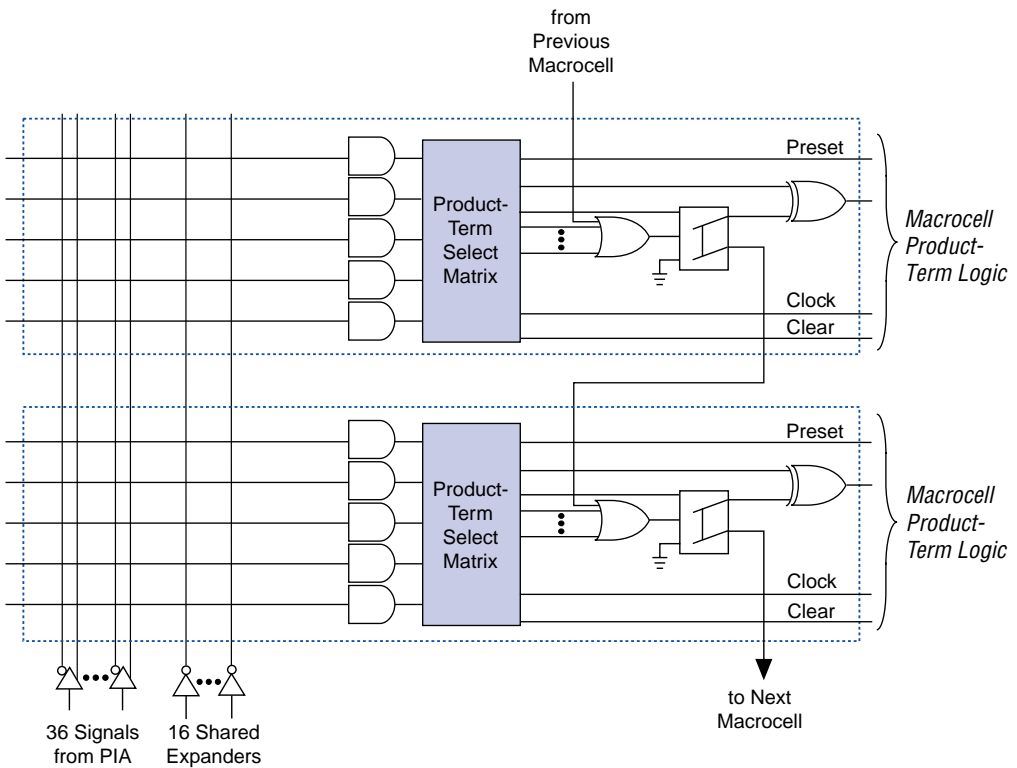 from
Previous
Macrocell
Preset
Product-
Term
Select
Matrix
Macrocell
Product-
Term Logic
Clock
Clear
Preset
Product-
Term
Select
Matrix
Macrocell
Product-
Term Logic
Clock
Clear
36 Signals
from PIA
16 Shared
Expanders
to Next
Macrocell